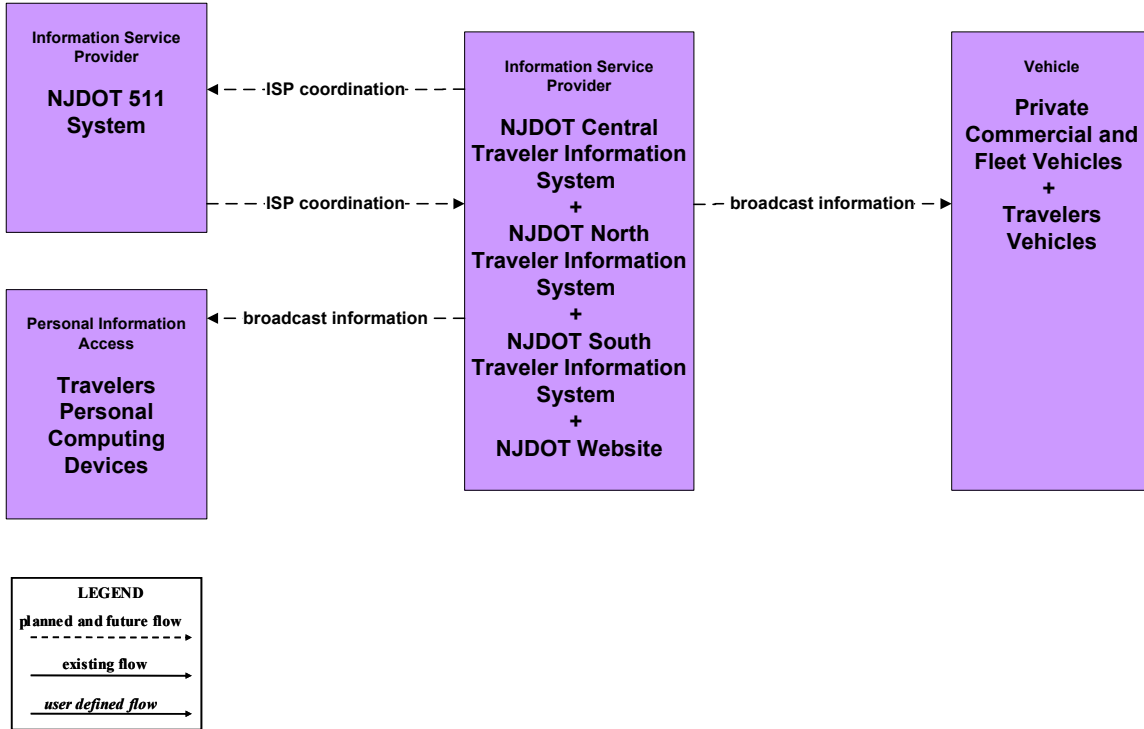 Information Service
Provider
NJDOT 511
System
ISP coordination
ISP coordination
Personal Information
Access
Travelers
Personal
Computing
Devices
broadcast information
Information Service
Provider
NJDOT Central
Traveler Information
System
+
NJDOT North
Traveler Information
System
+
NJDOT South
Traveler Information
System
+
NJDOT Website
broadcast information
Vehicle
Private
Commercial and
Fleet Vehicles
+
Travelers
Vehicles
LEGEND
planned and future flow
existing flow
user defined flow